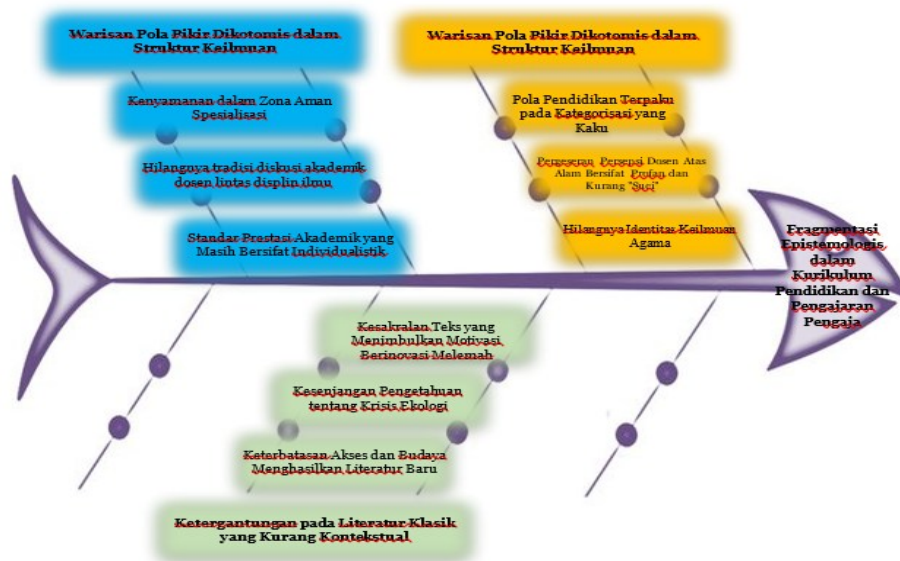 Warisan Pola Pikir Dikotomis dalam
Struktur Keilmuan
Kenyamanan dalam Zona Aman
Spesialisasi
Hilangnya tradisi diskusi akademik
dosen lintas displin ilmu
Standar Prestasi Akademik yang
Masih Bersifat Individualistik
Warisan Pola Pikir Dikotomis dalam
Struktur Keilmuan
Pola Pendidikan Terpaku
pada Kategorisasi yang
Kaku
Pergeseran Persepsi Dosen Atas
Alam Bersifat Profan dan
Kurang "Suci"
Hilangnya Identitas Keilmuan
Agama
Fragmentasi
Epistemologis
dalam
Kurikulum
Pendidikan dan
Pengajaran
Pengaja
Kesakralan Teks yang
Menimbulkan Motivasi
Berinovasi Melemah
Kesenjangan Pengetahuan
tentang Krisis Ekologi
Keterbatasan Akses dan Budaya
Menghasilkan Literatur Baru
Ketergantungan pada Literatur Klasik
yang Kurang Kontekstual